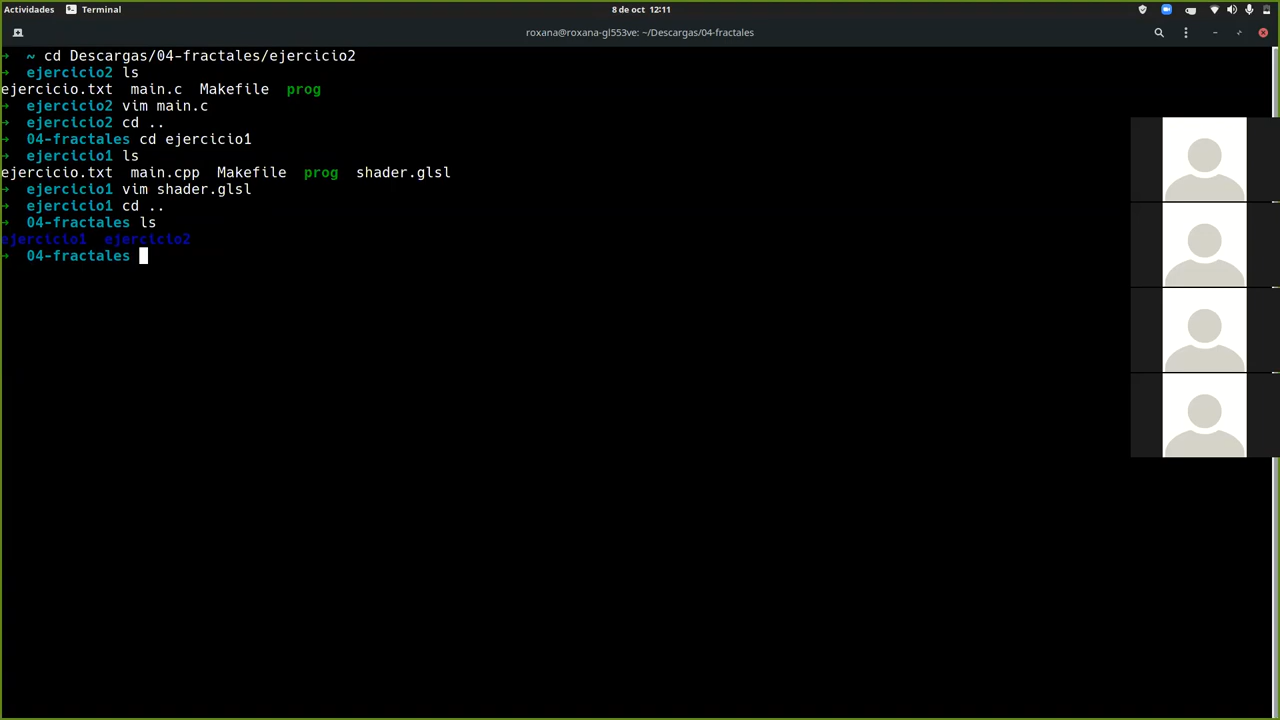 Actividades Terminal 8 de oct 12:11
roxana@roxana-gl553ve: ~/Descargas/04-fractales
→ ~ cd Descargas/04-fractales/ejercicio2
→ ejercicio2 ls
ejercicio.txt main.c Makefile prog
→ ejercicio2 vim main.c
→ ejercicio2 cd ..
→ 04-fractales cd ejercicio1
→ ejercicio1 ls
ejercicio.txt main.cpp Makefile prog shader.glsl
→ ejercicio1 vim shader.glsl
→ ejercicio1 cd ..
→ 04-fractales ls
ejercicio1 ejercicio2
→ 04-fractales